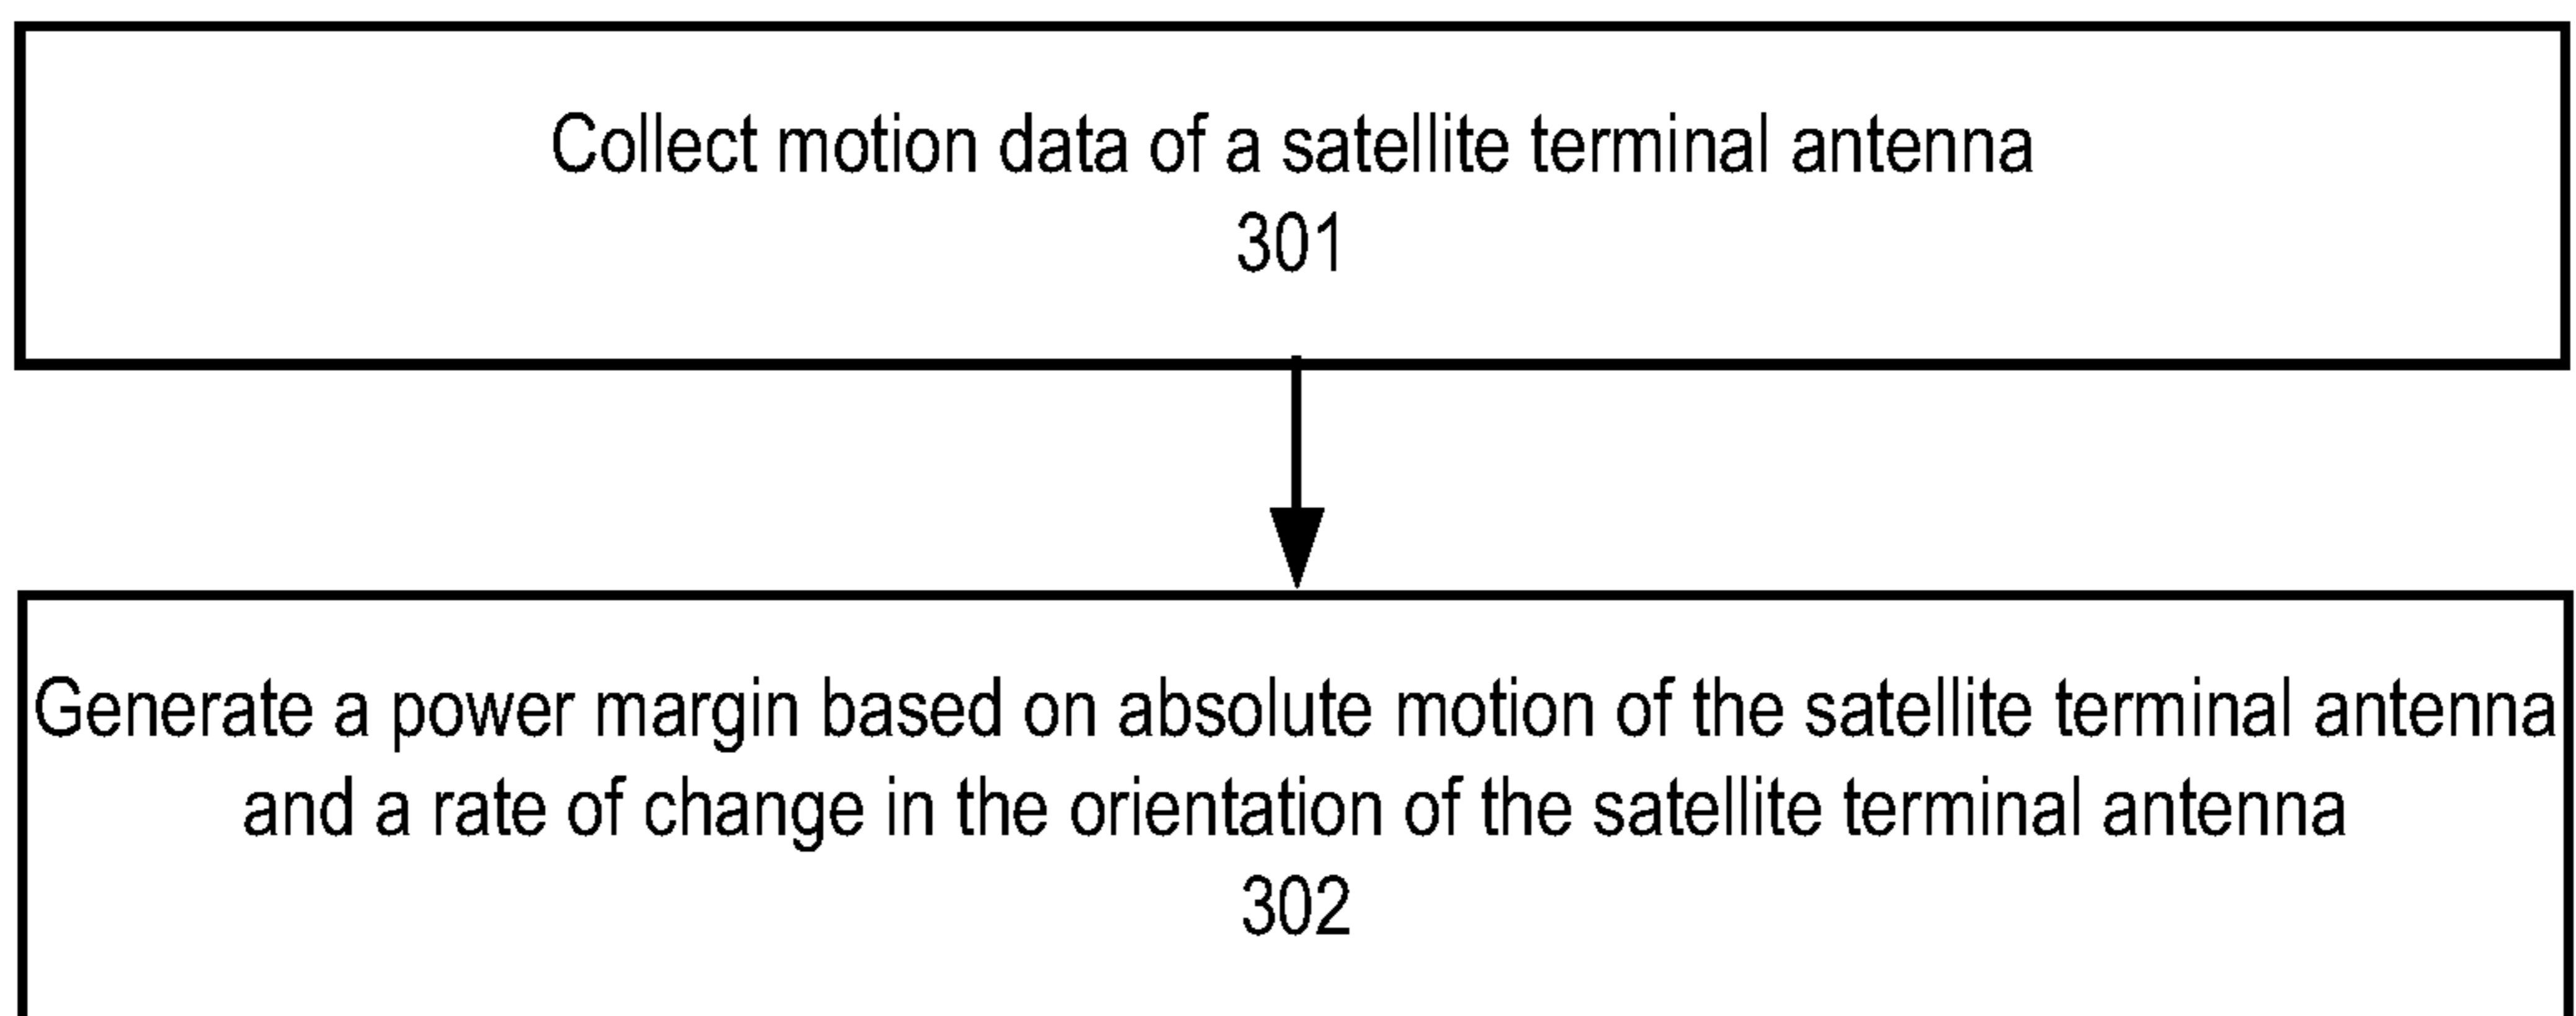 Collect motion data of a satellite terminal antenna
301
Generate a power margin based on absolute motion of the satellite terminal antenna
and a rate of change in the orientation of the satellite terminal antenna
302